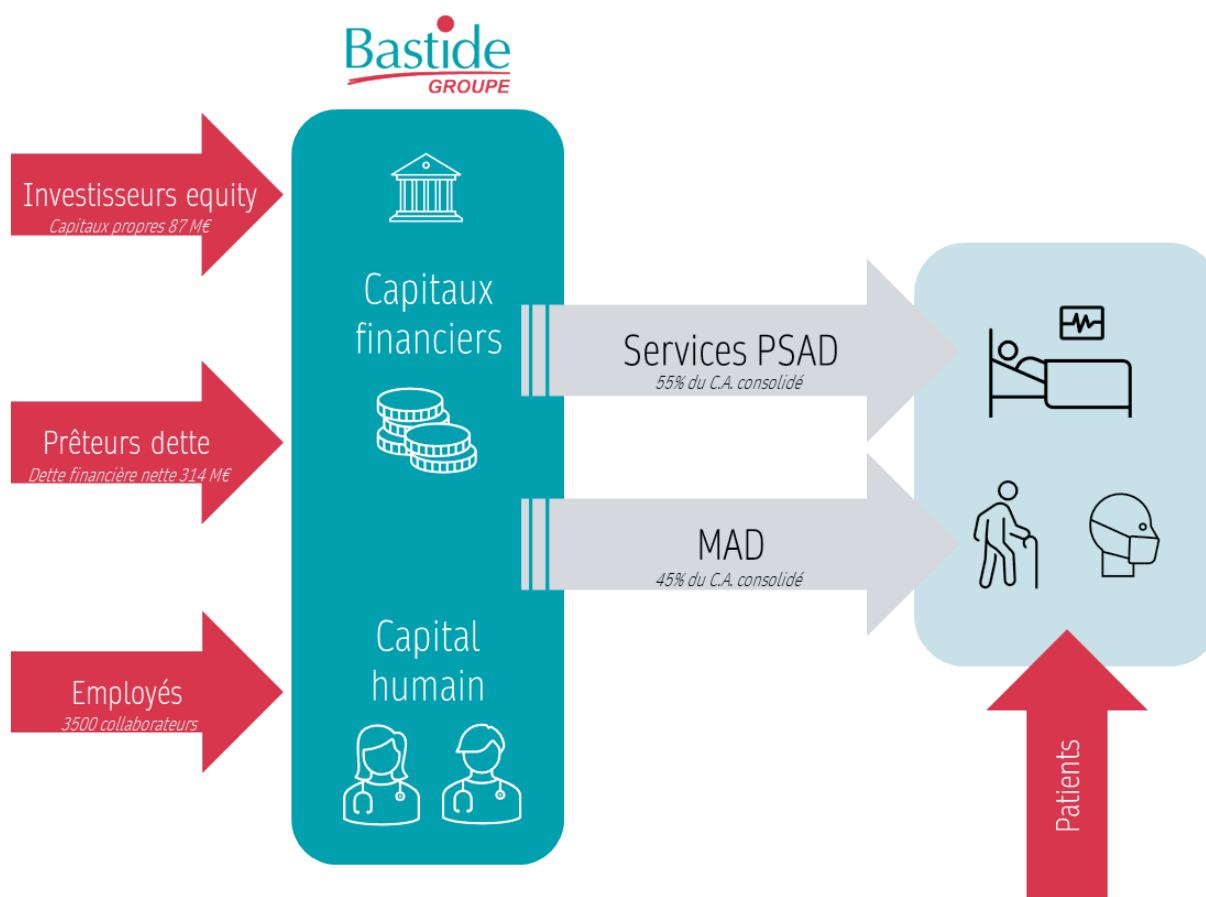 Bastide
GROUPE
Investisseurs equity
Capitaux propres 87 M€
Prêteurs dette
Dette financière nette 314 M€
Employés
3500 collaborateurs
Capitaux
financiers
Capital
humain
Services PSAD
55% du C.A. consolidé
MAD
45% du C.A. consolidé
Patients